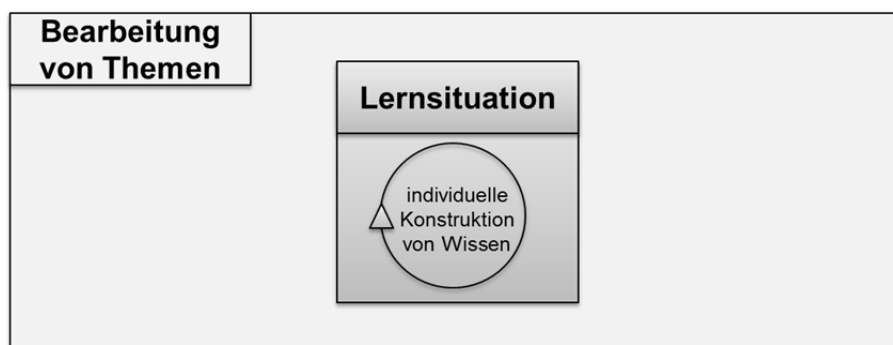 Bearbeitung
von Themen
Lernsituation
individuelle
Konstruktion
von Wissen